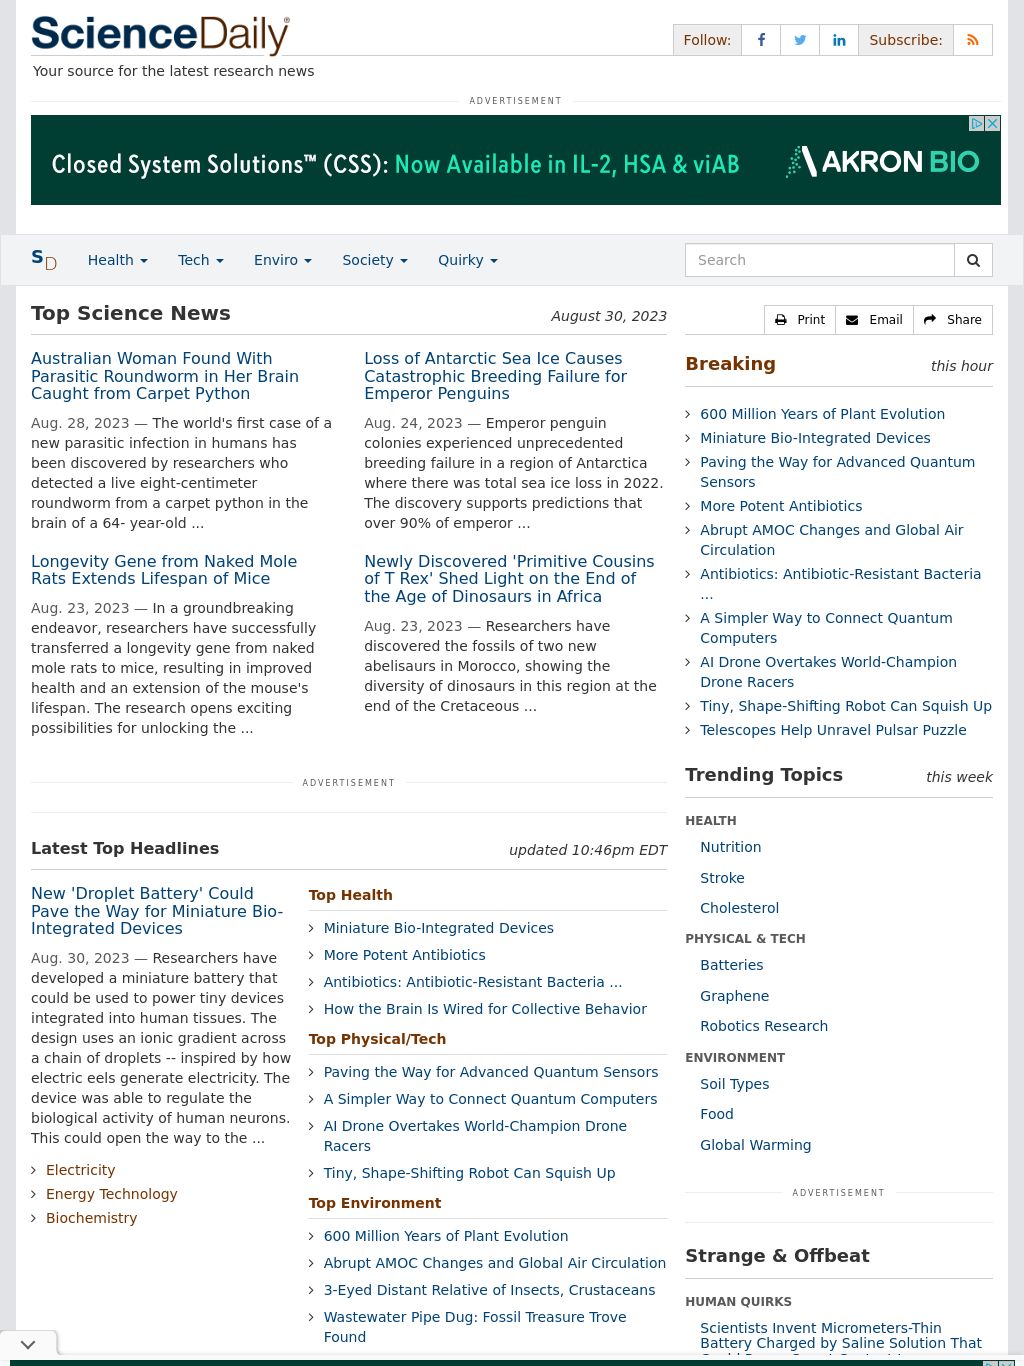 ScienceDaily
Follow:
Subscribe:
Your source for the latest research news
ADVERTISEMENT
Closed System Solutions™ (CSS): Now Available in IL-2, HSA & viAB
AKRON BIO
SD
Health
Tech
Enviro
Society
Quirky
Search
Top Science News
August 30, 2023
Australian Woman Found With
Parasitic Roundworm in Her Brain
Caught from Carpet Python
Aug. 28, 2023 — The world's first case of a
new parasitic infection in humans has
been discovered by researchers who
detected a live eight-centimeter
roundworm from a carpet python in the
brain of a 64- year-old ...
Loss of Antarctic Sea Ice Causes
Catastrophic Breeding Failure for
Emperor Penguins
Aug. 24, 2023 — Emperor penguin
colonies experienced unprecedented
breeding failure in a region of Antarctica
where there was total sea ice loss in 2022.
The discovery supports predictions that
over 90% of emperor ...
Longevity Gene from Naked Mole
Rats Extends Lifespan of Mice
Aug. 23, 2023 — In a groundbreaking
endeavor, researchers have successfully
transferred a longevity gene from naked
mole rats to mice, resulting in improved
health and an extension of the mouse's
lifespan. The research opens exciting
possibilities for unlocking the ...
Newly Discovered 'Primitive Cousins
of T Rex' Shed Light on the End of
the Age of Dinosaurs in Africa
Aug. 23, 2023 — Researchers have
discovered the fossils of two new
abelisaurs in Morocco, showing the
diversity of dinosaurs in this region at the
end of the Cretaceous ...
ADVERTISEMENT
Latest Top Headlines
updated 10:46pm EDT
New 'Droplet Battery' Could
Pave the Way for Miniature Bio-
Integrated Devices
Aug. 30, 2023 — Researchers have
developed a miniature battery that
could be used to power tiny devices
integrated into human tissues. The
design uses an ionic gradient across
a chain of droplets -- inspired by how
electric eels generate electricity. The
device was able to regulate the
biological activity of human neurons.
This could open the way to the ...
Electricity
Energy Technology
Biochemistry
Top Health
Miniature Bio-Integrated Devices
More Potent Antibiotics
Antibiotics: Antibiotic-Resistant Bacteria ...
How the Brain Is Wired for Collective Behavior
Top Physical/Tech
Paving the Way for Advanced Quantum Sensors
A Simpler Way to Connect Quantum Computers
AI Drone Overtakes World-Champion Drone
Racers
Tiny, Shape-Shifting Robot Can Squish Up
Top Environment
600 Million Years of Plant Evolution
Abrupt AMOC Changes and Global Air Circulation
3-Eyed Distant Relative of Insects, Crustaceans
Wastewater Pipe Dug: Fossil Treasure Trove
Found
Print
Email
Share
Breaking
this hour
600 Million Years of Plant Evolution
Miniature Bio-Integrated Devices
Paving the Way for Advanced Quantum
Sensors
More Potent Antibiotics
Abrupt AMOC Changes and Global Air
Circulation
Antibiotics: Antibiotic-Resistant Bacteria
...
A Simpler Way to Connect Quantum
Computers
AI Drone Overtakes World-Champion
Drone Racers
Tiny, Shape-Shifting Robot Can Squish Up
Telescopes Help Unravel Pulsar Puzzle
Trending Topics
this week
HEALTH
Nutrition
Stroke
Cholesterol
PHYSICAL & TECH
Batteries
Graphene
Robotics Research
ENVIRONMENT
Soil Types
Food
Global Warming
ADVERTISEMENT
Strange & Offbeat
HUMAN QUIRKS
Scientists Invent Micrometers-Thin
Battery Charged by Saline Solution That